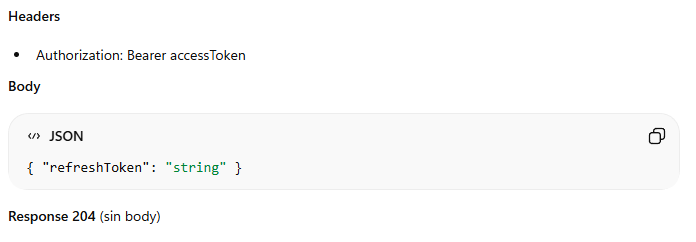 Headers
• Authorization: Bearer accessToken
Body
</> JSON
{ "refreshToken": "string" }
Response 204 (sin body)